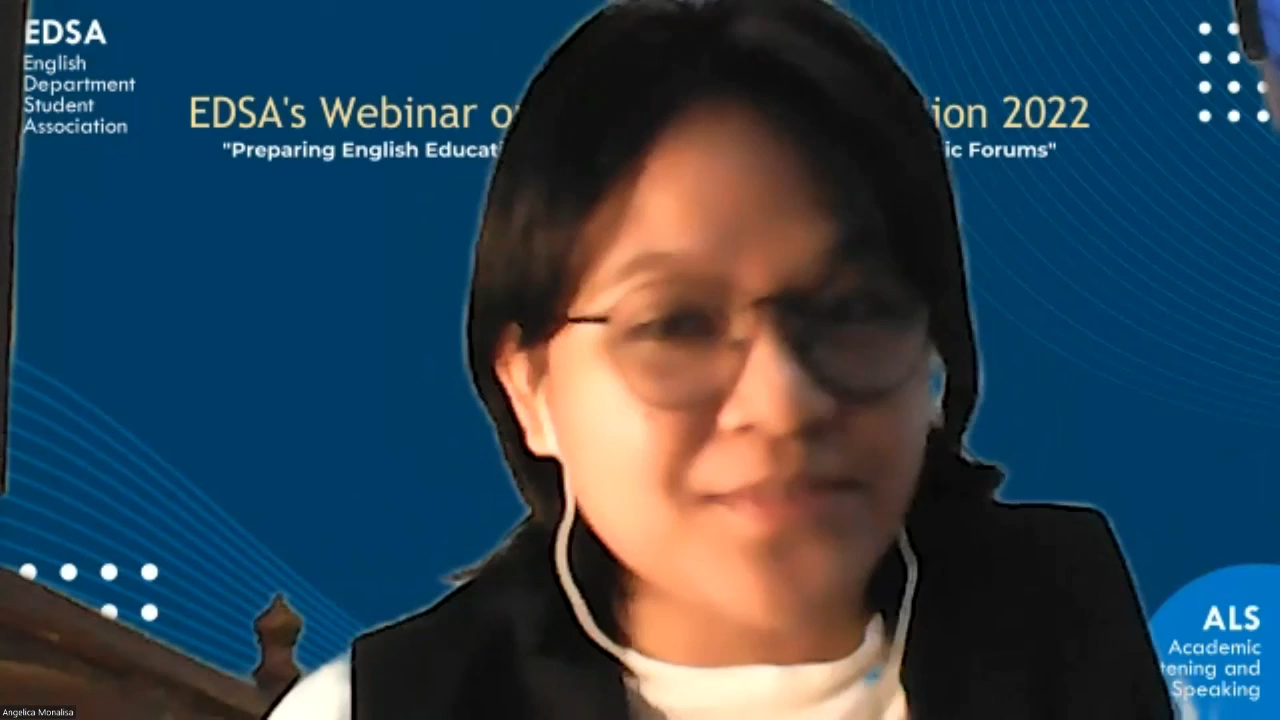 EDSA
English
Department
Student
Association
EDSA's Webinar o ion 2022
"Preparing English Educati ic Forums"
ALS
Academic
tening and
Speaking
Angelica Monalisa